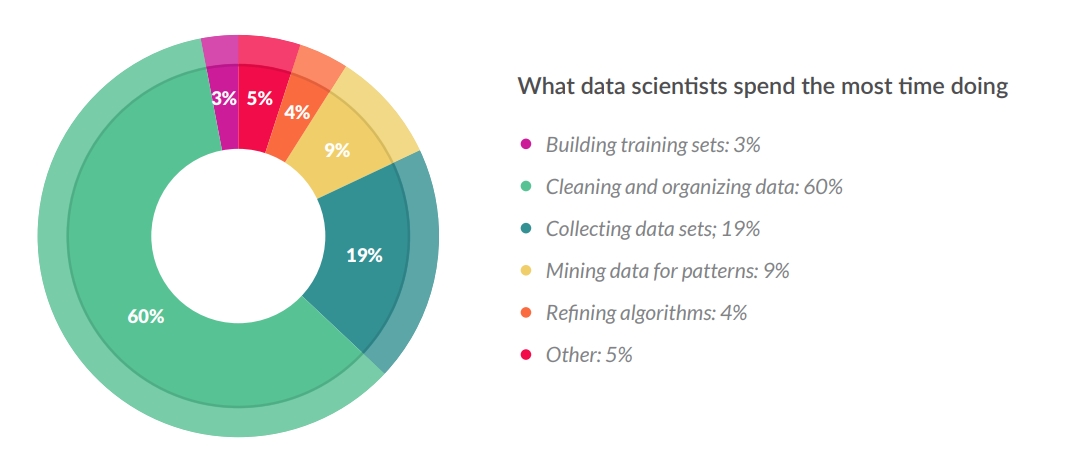 What data scientists spend the most time doing
3%
5%
4%
9%
19%
60%
Building training sets: 3%
Cleaning and organizing data: 60%
Collecting data sets; 19%
Mining data for patterns: 9%
Refining algorithms: 4%
Other: 5%